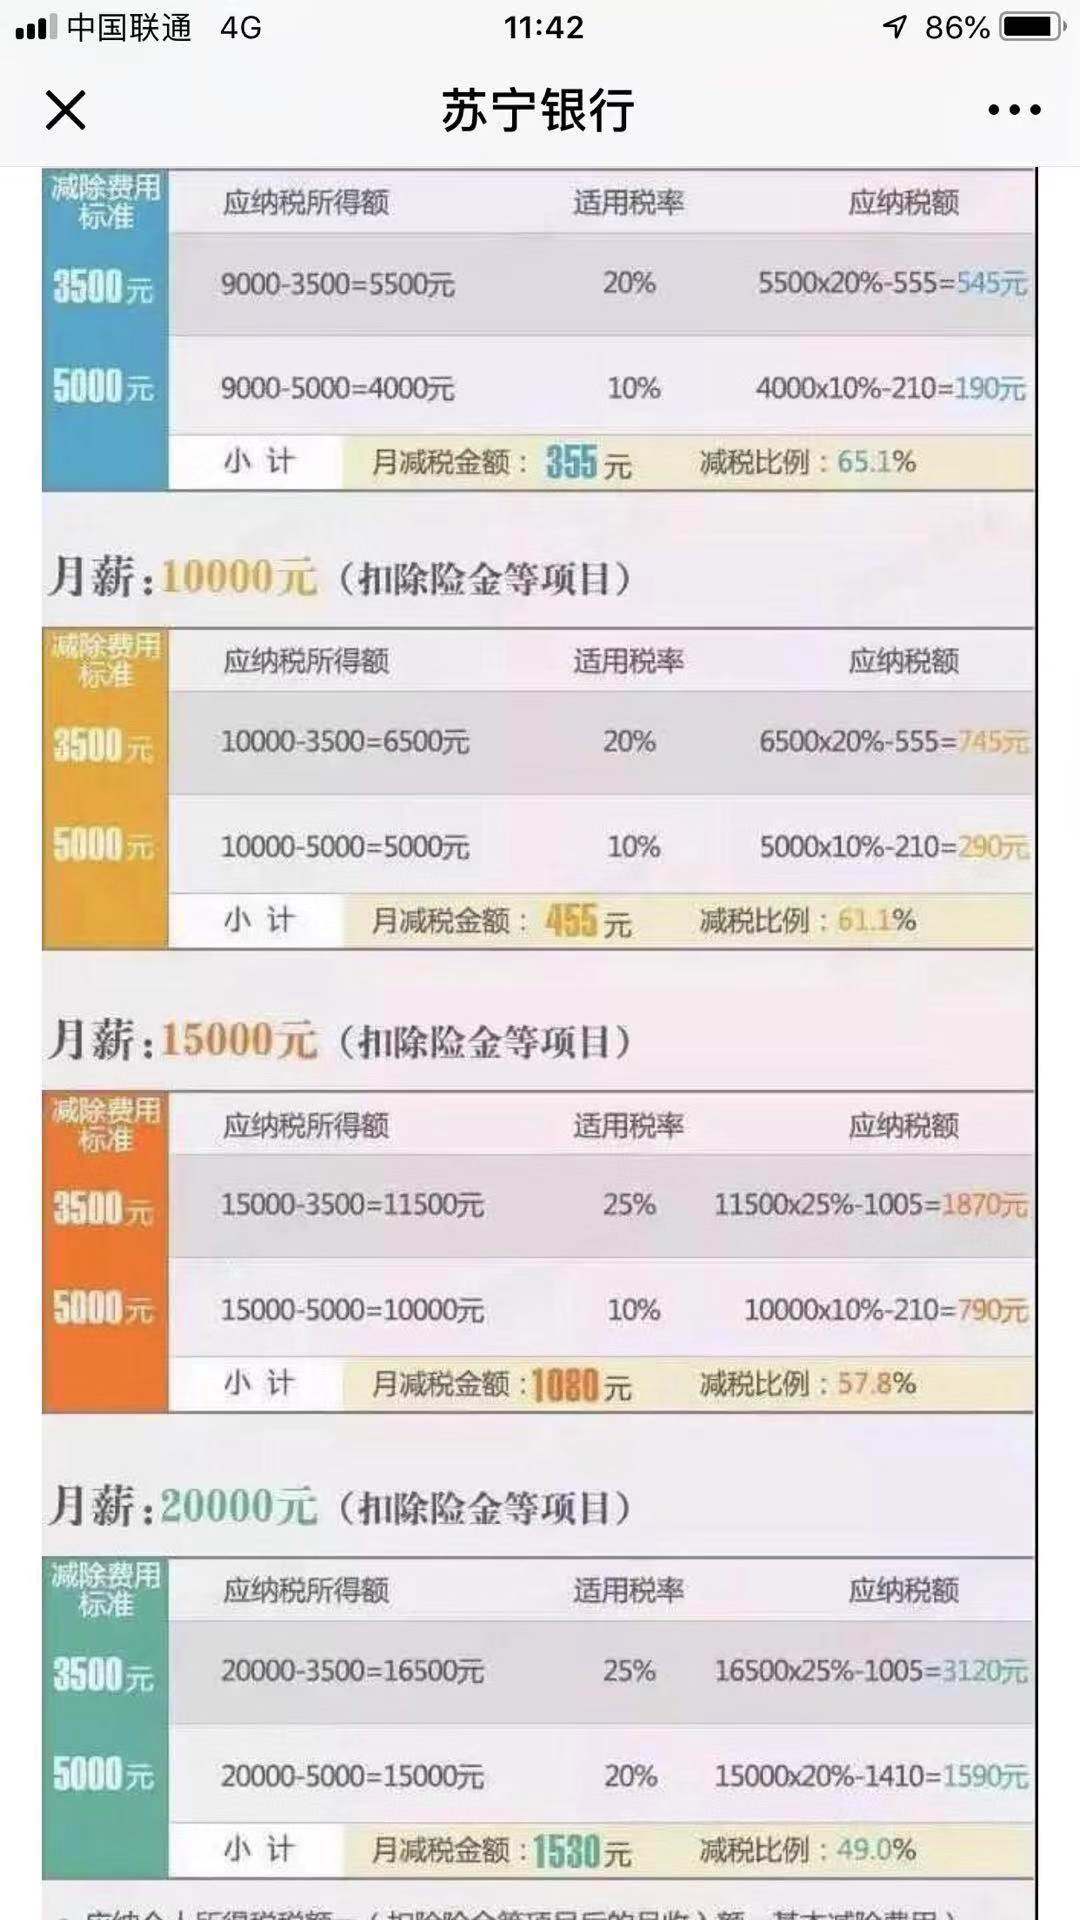 中国联通 4G 11:42 86%
苏宁银行
减除费用标准 应纳税所得额 适用税率 应纳税额
3500元 9000-3500=5500元 20% 5500x20%-555=545元
5000元 9000-5000=4000元 10% 4000x10%-210=190元
小 计 月减税金额：355元 减税比例：65.1%
月薪:10000元（扣除险金等项目）
减除费用标准 应纳税所得额 适用税率 应纳税额
3500元 10000-3500=6500元 20% 6500x20%-555=745元
5000元 10000-5000=5000元 10% 5000x10%-210=290元
小 计 月减税金额：455元 减税比例：61.1%
月薪:15000元（扣除险金等项目）
减除费用标准 应纳税所得额 适用税率 应纳税额
3500元 15000-3500=11500元 25% 11500x25%-1005=1870元
5000元 15000-5000=10000元 10% 10000x10%-210=790元
小 计 月减税金额：1080元 减税比例：57.8%
月薪:20000元（扣除险金等项目）
减除费用标准 应纳税所得额 适用税率 应纳税额
3500元 20000-3500=16500元 25% 16500x25%-1005=3120元
5000元 20000-5000=15000元 20% 15000x20%-1410=1590元
小 计 月减税金额：1530元 减税比例：49.0%